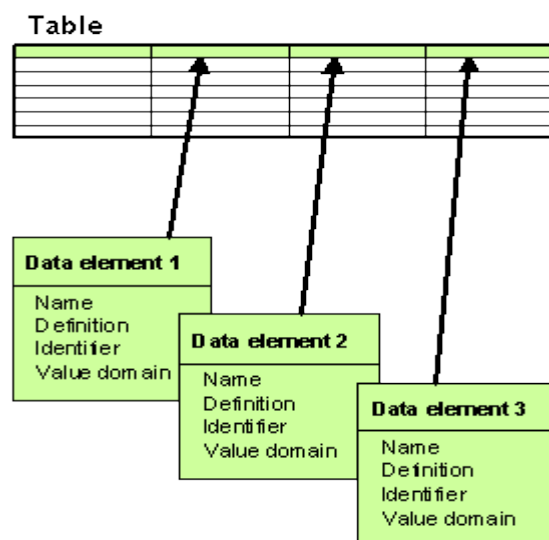 Table
Data element 1
Name
Definition
Identifier
Value domain
Data element 2
Name
Definition
Identifier
Value domain
Data element 3
Name
Definition
Identifier
Value domain